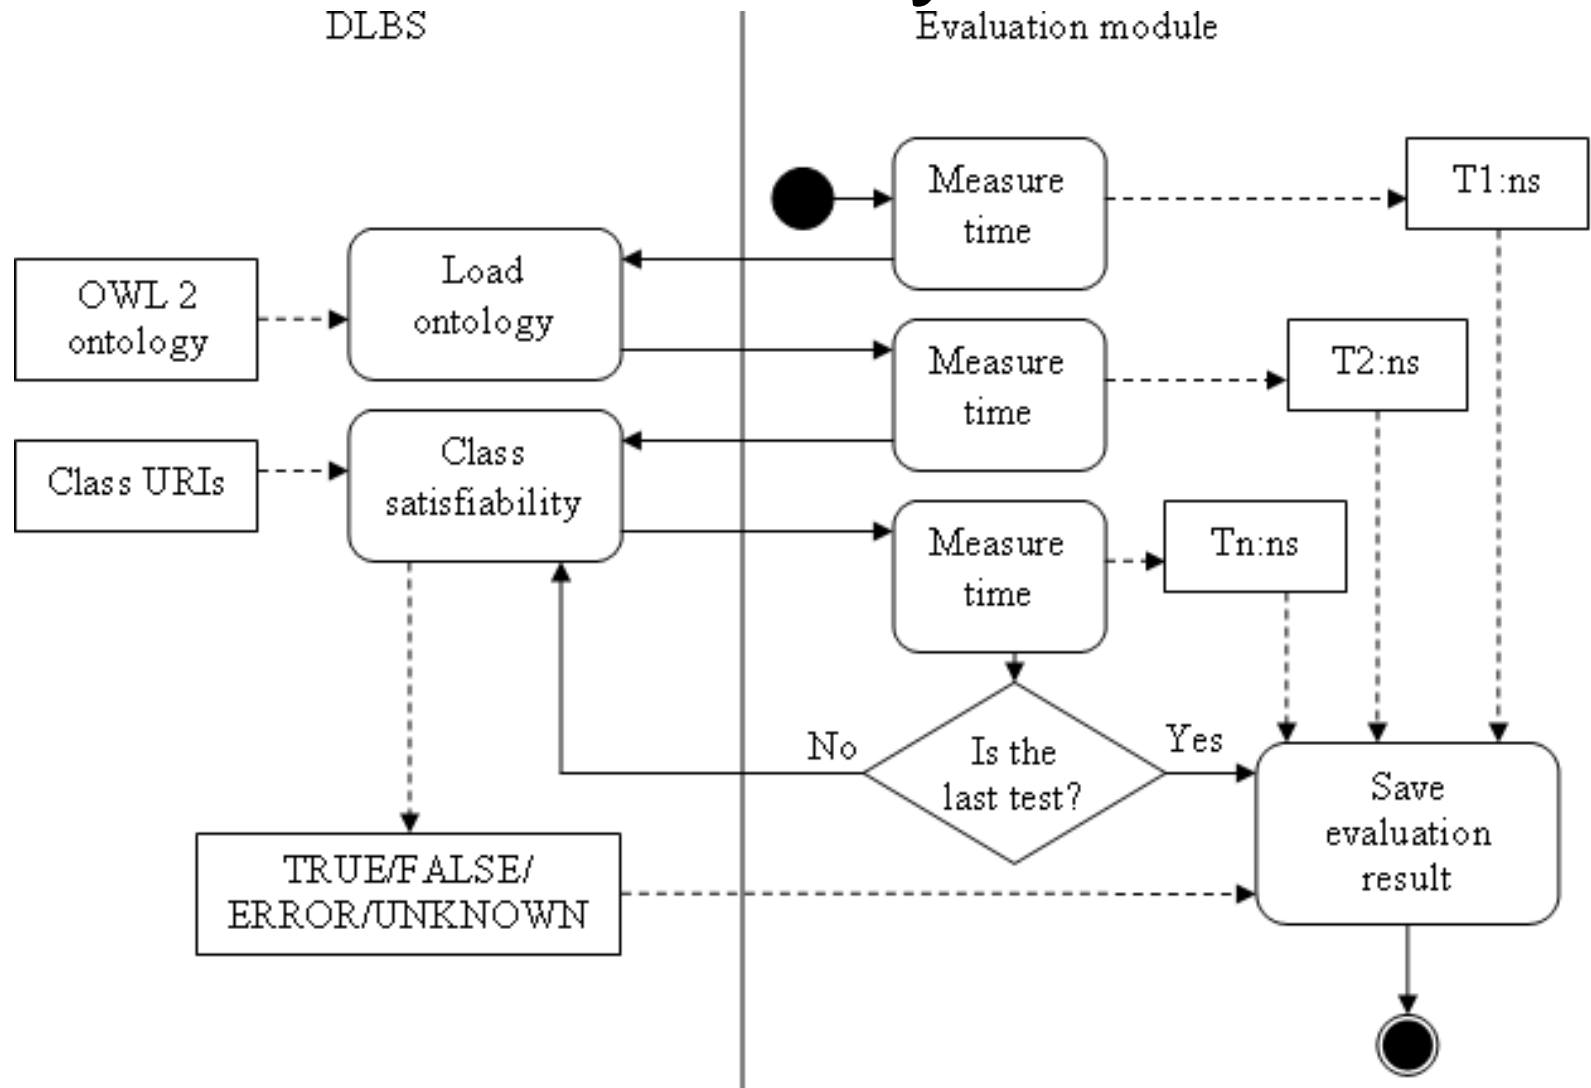 DLBS
Evaluation module
Measure
time
T1:ns
Load
ontology
OWL 2
ontology
Measure
time
T2:ns
Class
satisfiability
Class URIs
Measure
time
Tn:ns
No
Is the
last test?
Yes
Save
evaluation
result
TRUE/FALSE/
ERROR/UNKNOWN